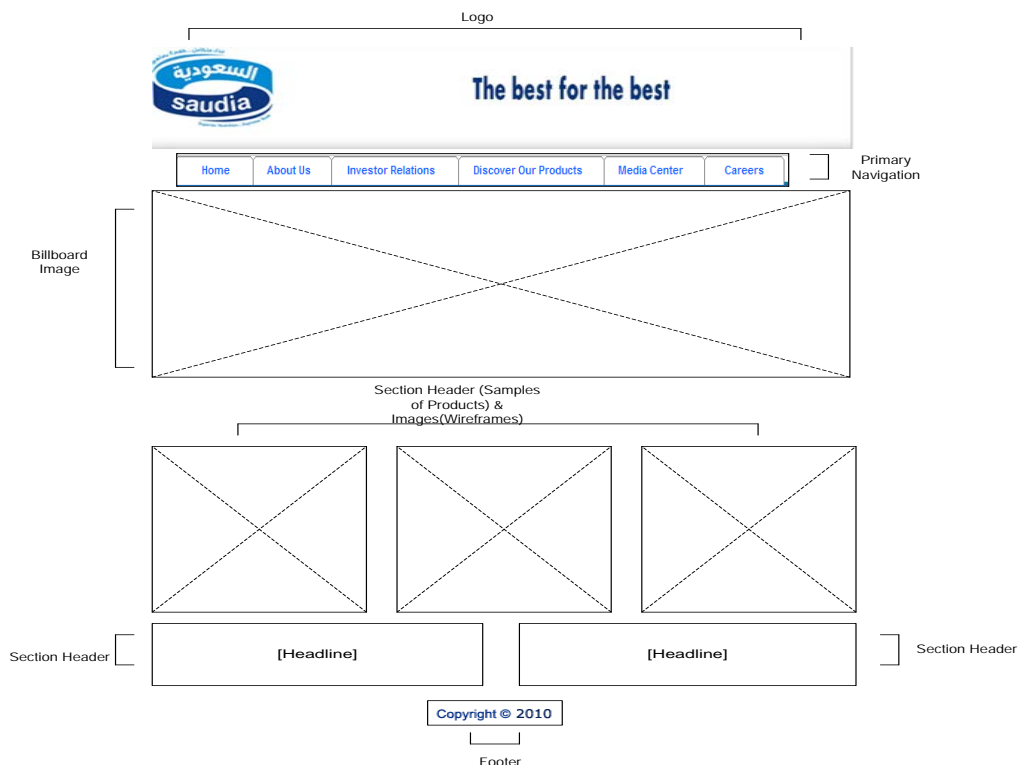 Logo
السعودية
saudia
The best for the best
Home About Us Investor Relations Discover Our Products Media Center Careers
Primary
Navigation
Billboard
Image
Section Header (Samples
of Products) &
Images(Wireframes)
Section Header
[Headline]
[Headline]
Section Header
Copyright © 2010
Footer